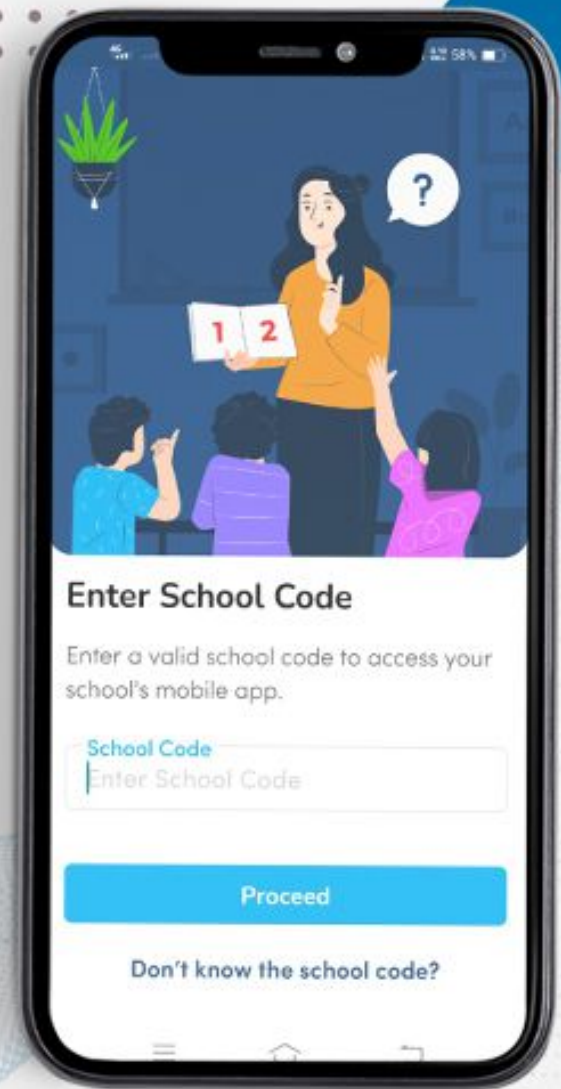 4G
58%
?
1 2
Enter School Code
Enter a valid school code to access your
school's mobile app.
School Code
Enter School Code
Proceed
Don't know the school code?